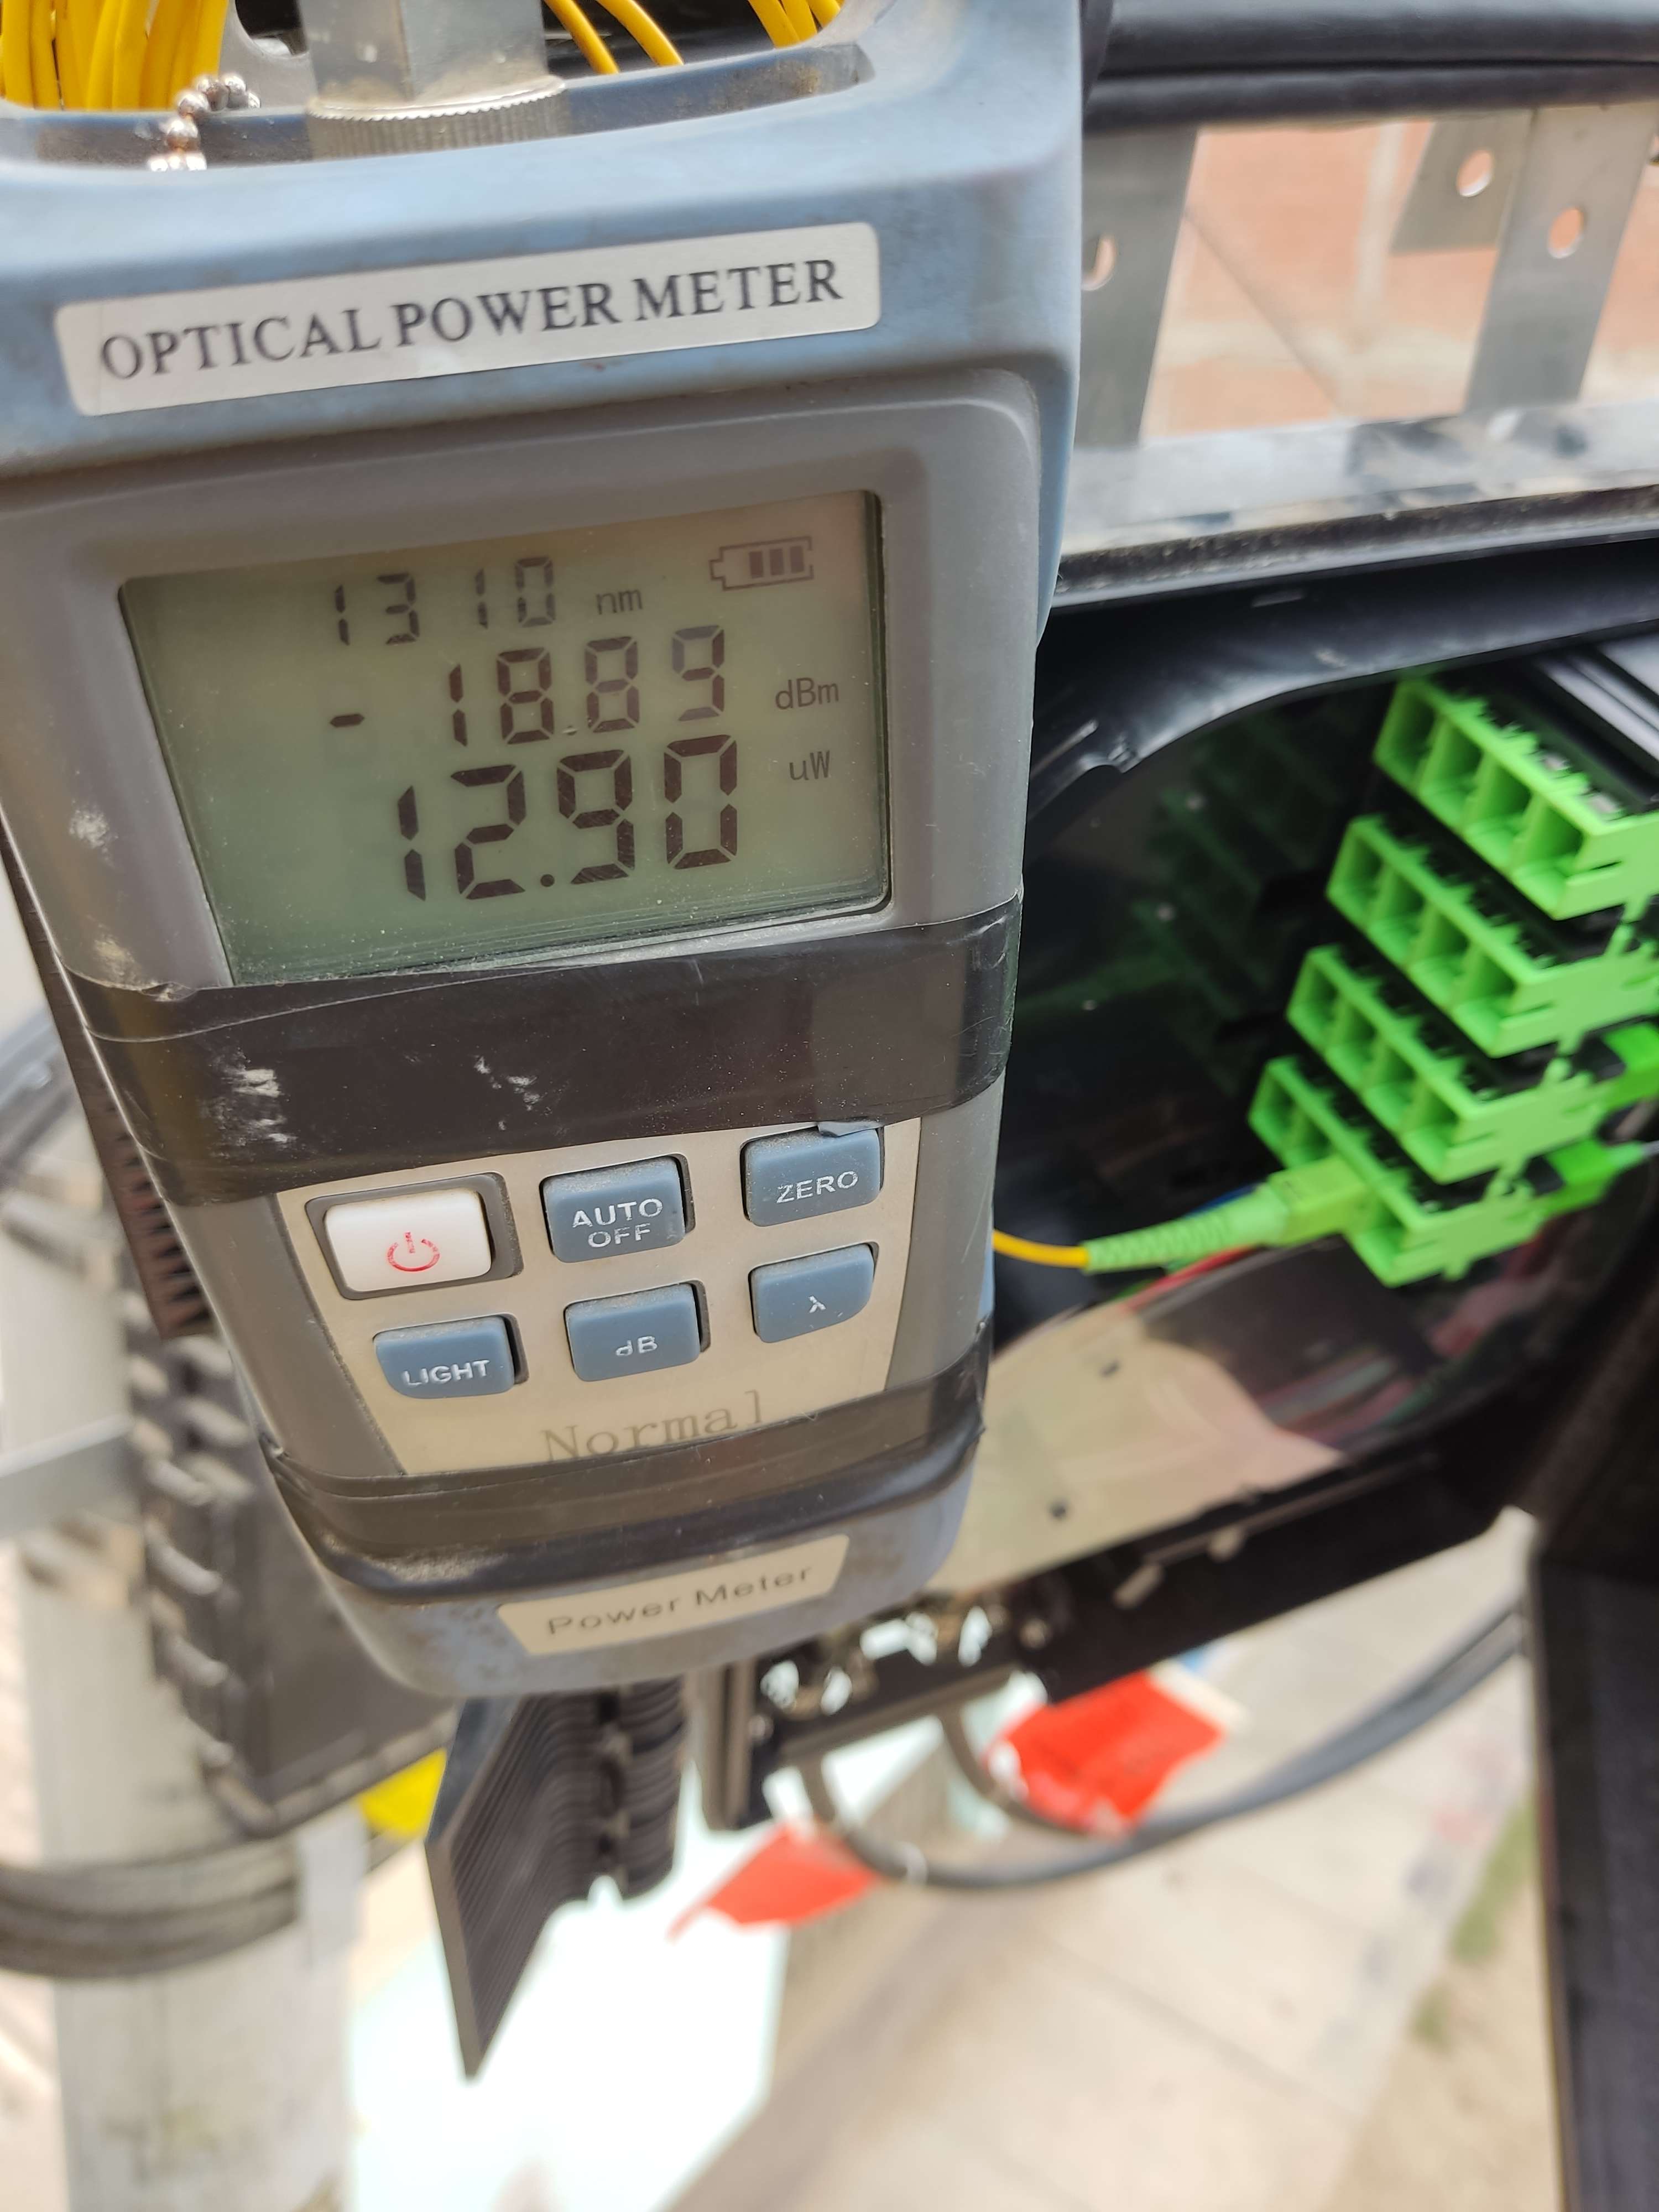 OPTICAL POWER METER
1310 nm
-18.89 dBm
12.90 uW
AUTO OFF
ZERO
LIGHT
dB
λ
Normal
Power Meter